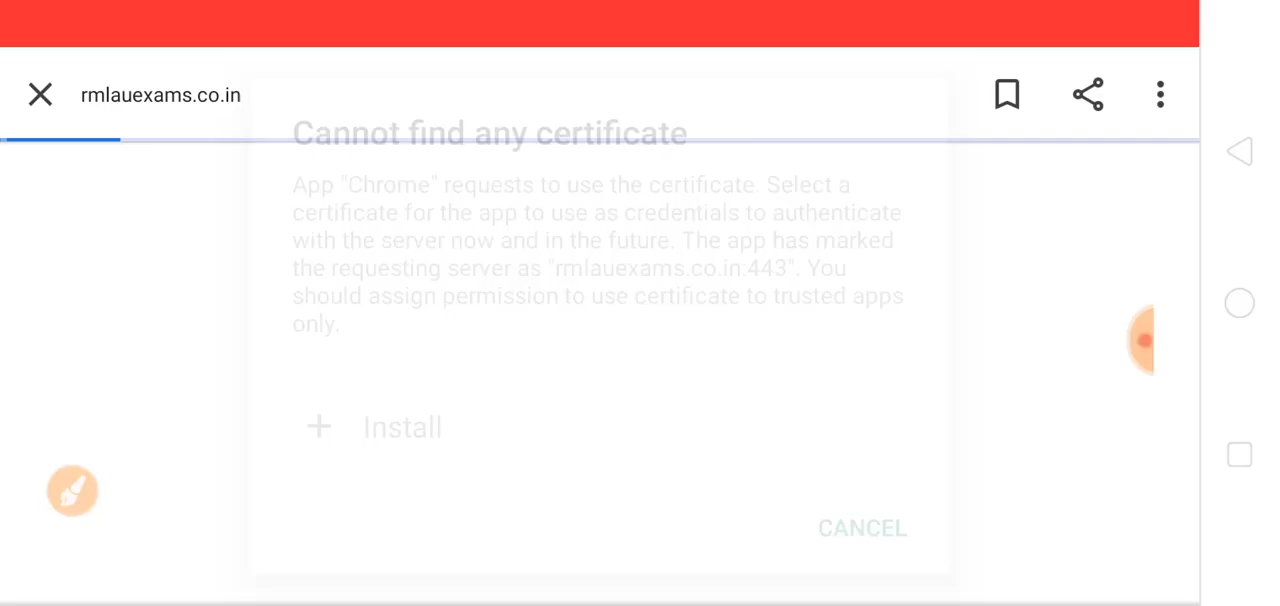 rmlauexams.co.in
Cannot find any certificate
App "Chrome" requests to use the certificate. Select a
certificate for the app to use as credentials to authenticate
with the server now and in the future. The app has marked
the requesting server as "rmlauexams.co.in:443". You
should assign permission to use certificate to trusted apps
only.
+ Install
CANCEL